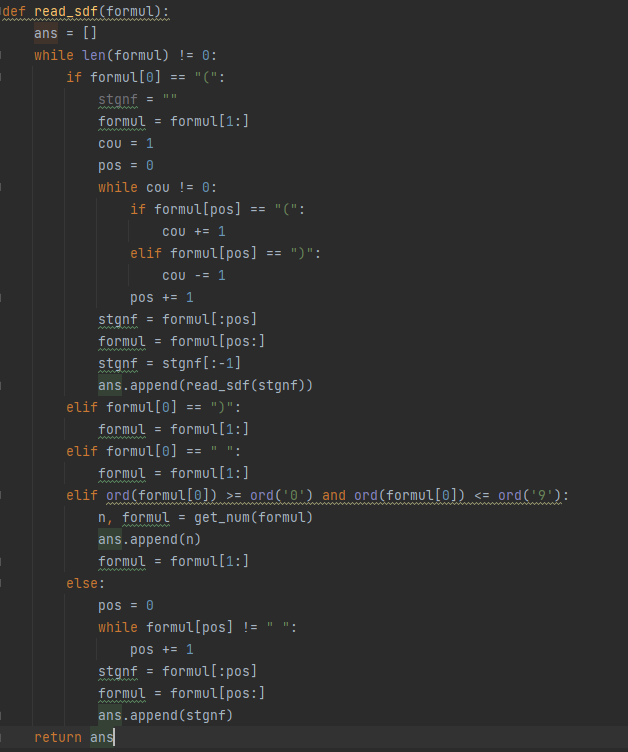 def read_sdf(formul):
    ans = []
    while len(formul) != 0:
        if formul[0] == "(":
            stgnf = ""
            formul = formul[1:]
            cou = 1
            pos = 0
            while cou != 0:
                if formul[pos] == "(":
                    cou += 1
                elif formul[pos] == ")":
                    cou -= 1
                pos += 1
            stgnf = formul[:pos]
            formul = formul[pos:]
            stgnf = stgnf[:-1]
            ans.append(read_sdf(stgnf))
        elif formul[0] == ")":
            formul = formul[1:]
        elif formul[0] == " ":
            formul = formul[1:]
        elif ord(formul[0]) >= ord('0') and ord(formul[0]) <= ord('9'):
            n, formul = get_num(formul)
            ans.append(n)
            formul = formul[1:]
        else:
            pos = 0
            while formul[pos] != " ":
                pos += 1
            stgnf = formul[:pos]
            formul = formul[pos:]
            ans.append(stgnf)
    return ans